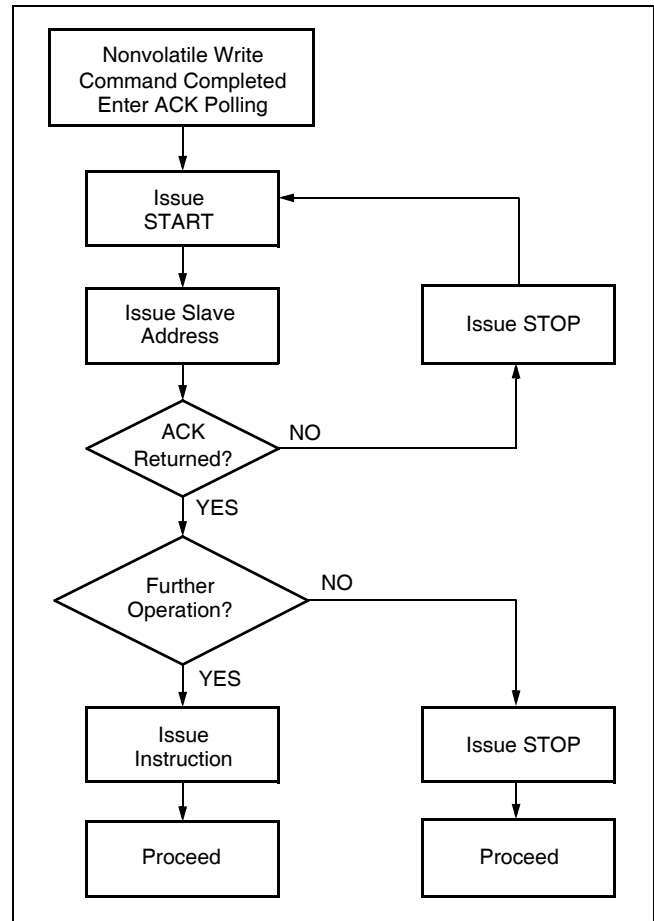 Nonvolatile Write
Command Completed
Enter ACK Polling
Issue
START
Issue Slave
Address
Issue STOP
ACK
Returned?
NO
YES
Further
Operation?
NO
YES
Issue
Instruction
Issue STOP
Proceed
Proceed